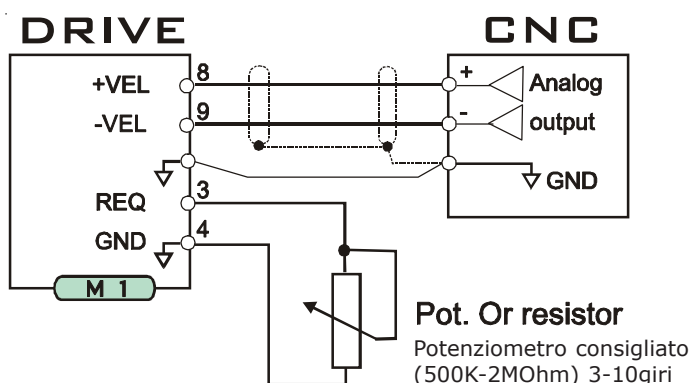 DRIVE
CNC
+VEL 8 + Analog
-VEL 9 - output
GND
REQ 3
GND 4
M 1
Pot. Or resistor
Potenziometro consigliato
(500K-2MOhm) 3-10giri